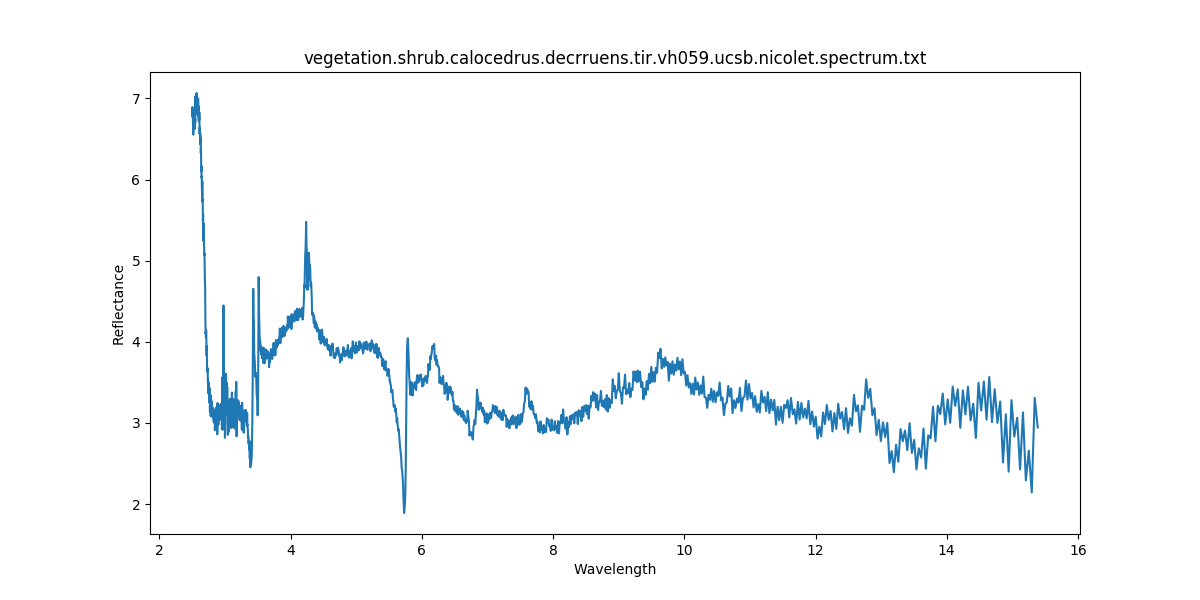 vegetation.shrub.calocedrus.decrruens.tir.vh059.ucsb.nicolet.spectrum.txt
7
6
5
4
3
2
Reflectance
2 4 6 8 10 12 14 16
Wavelength